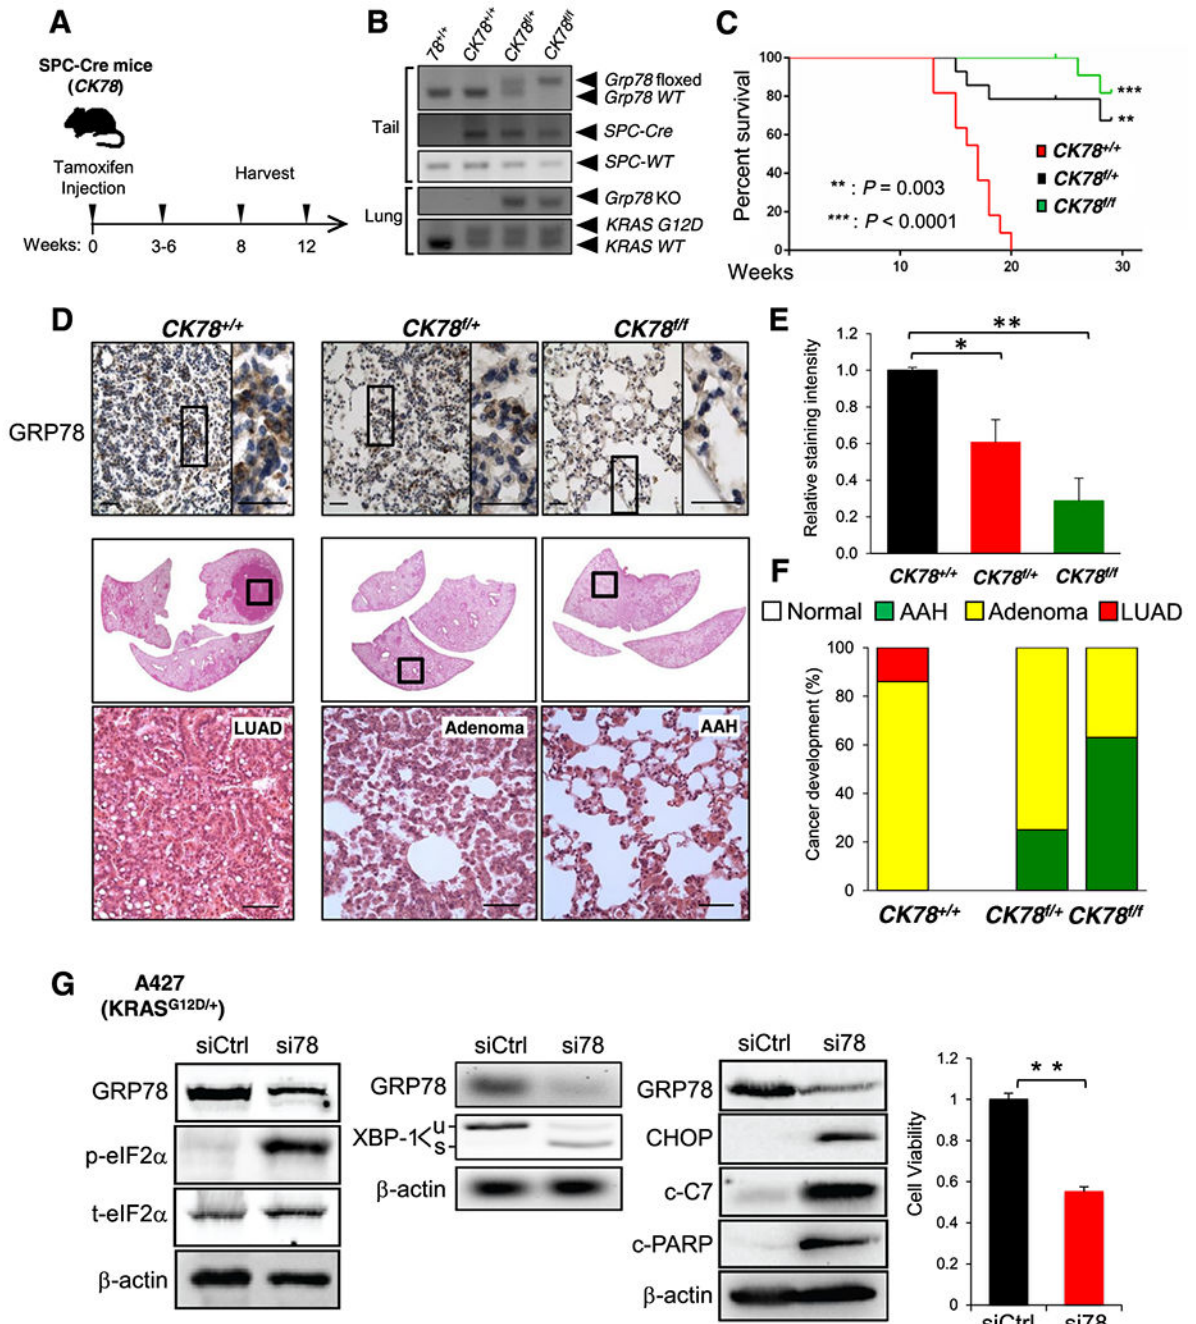 A
SPC-Cre mice
(CK78)
Tamoxifen
Injection
Harvest
Weeks: 0 3-6 8 12
B
78+/+ CK78+/+ CK78f/+ CK78f/f
Tail
Grp78 floxed
Grp78 WT
SPC-Cre
SPC-WT
Lung
Grp78 KO
KRAS G12D
KRAS WT
C
Percent survival
100
80
60
40
20
0
10 20 30
Weeks
***
**
CK78+/+
CK78f/+
CK78f/f
** : P = 0.003
*** : P < 0.0001
D
CK78+/+ CK78f/+ CK78f/f
GRP78
LUAD
Adenoma
AAH
E
Relative staining intensity
1.2
1.0
0.8
0.6
0.4
0.2
0.0
**
*
CK78+/+ CK78f/+ CK78f/f
F
Normal AAH Adenoma LUAD
Cancer development (%)
100
80
60
40
20
0
CK78+/+ CK78f/+ CK78f/f
G
A427
(KRASG12D/+)
siCtrl si78
GRP78
p-eIF2α
t-eIF2α
β-actin
siCtrl si78
GRP78
XBP-1< u
s
β-actin
siCtrl si78
GRP78
CHOP
c-C7
c-PARP
β-actin
Cell Viability
1.2
1
0.8
0.6
0.4
0.2
0
**
siCtrl si78